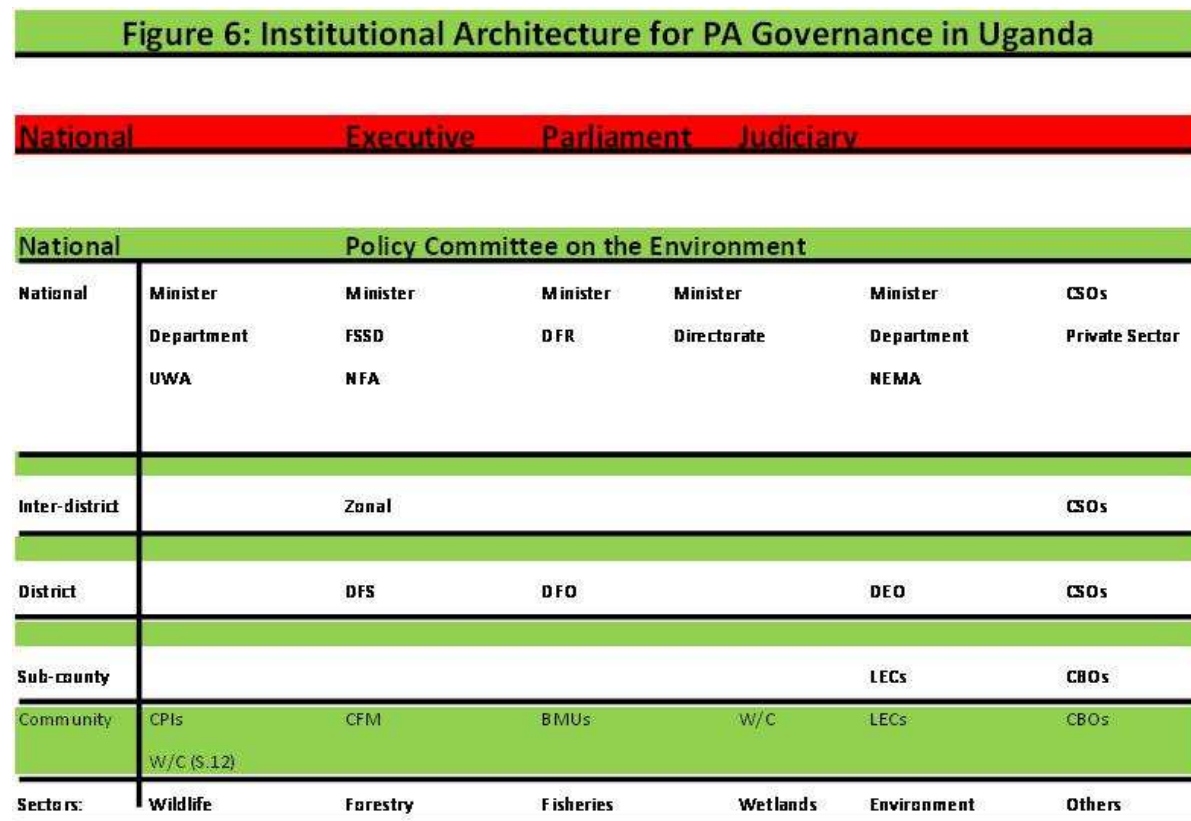 Figure 6: Institutional Architecture for PA Governance in Uganda
National Executive Parliament Judiciary
National Policy Committee on the Environment
National Minister Minister Minister Minister Minister CSOs
Department FSSD DFR Directorate Department Private Sector
UWA NFA NEMA
Inter-district Zonal CSOs
District DFS DFO DEO CSOs
Sub-county LECs CBOs
Community CPIs CFM BMUs W/C LECs CBOs
W/C (S.12)
Sectors: Wildlife Forestry Fisheries Wetlands Environment Others